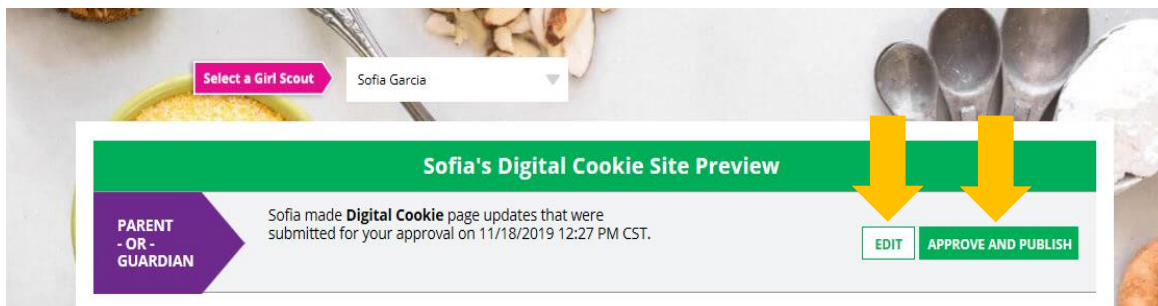 Select a Girl Scout
Sofia Garcia
Sofia's Digital Cookie Site Preview
PARENT
- OR -
GUARDIAN
Sofia made Digital Cookie page updates that were
submitted for your approval on 11/18/2019 12:27 PM CST.
EDIT
APPROVE AND PUBLISH